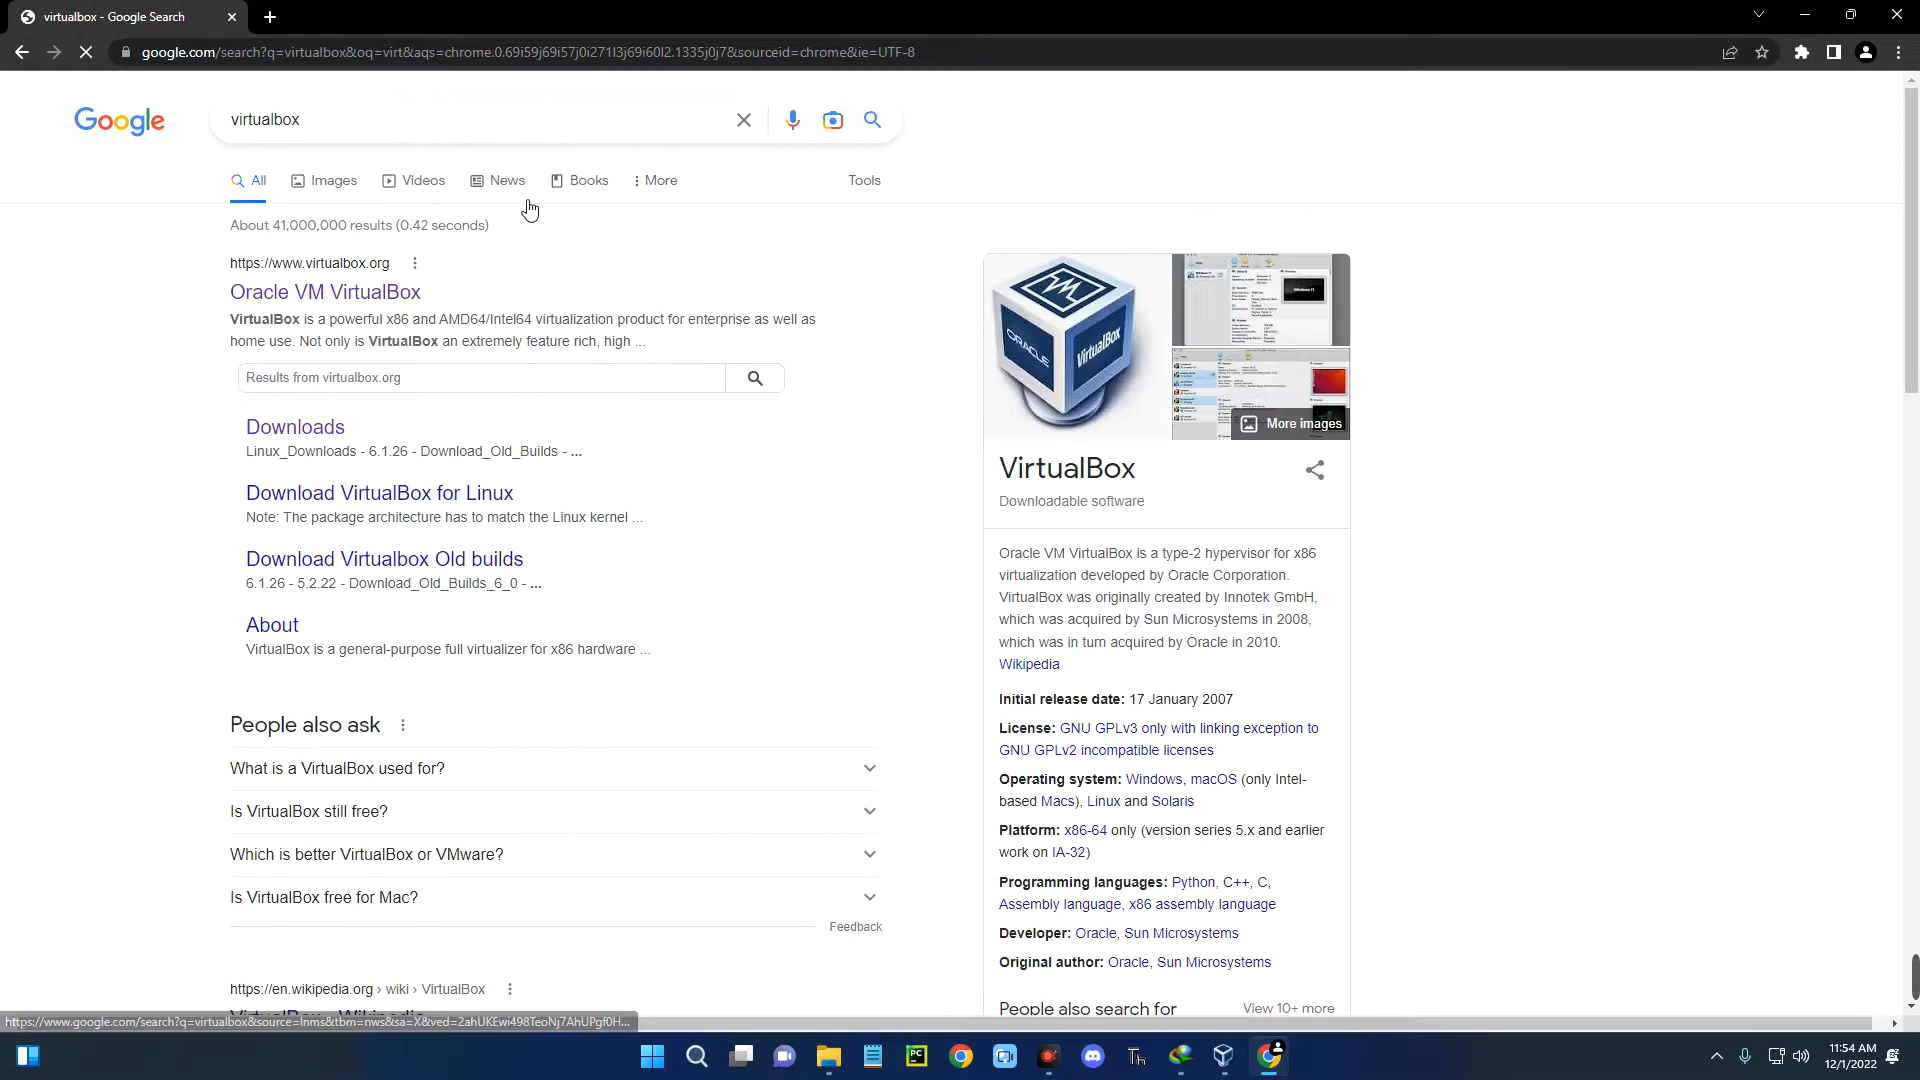 virtualbox - Google Search
google.com/search?q=virtualbox&oq=virt&aqs=chrome.0.69i59j69i57j0i271l3j69i60l2.1335j0j7&sourceid=chrome&ie=UTF-8
Google
virtualbox
All
Images
Videos
News
Books
More
Tools
About 41,000,000 results (0.42 seconds)
https://www.virtualbox.org
Oracle VM VirtualBox
VirtualBox is a powerful x86 and AMD64/Intel64 virtualization product for enterprise as well as
home use. Not only is VirtualBox an extremely feature rich, high ...
Results from virtualbox.org
Downloads
Linux_Downloads - 6.1.26 - Download_Old_Builds - ...
Download VirtualBox for Linux
Note: The package architecture has to match the Linux kernel ...
Download Virtualbox Old builds
6.1.26 - 5.2.22 - Download_Old_Builds_6_0 - ...
About
VirtualBox is a general-purpose full virtualizer for x86 hardware ...
People also ask
What is a VirtualBox used for?
Is VirtualBox still free?
Which is better VirtualBox or VMware?
Is VirtualBox free for Mac?
Feedback
https://en.wikipedia.org › wiki › VirtualBox
VirtualBox - Wikipedia
https://www.google.com/search?q=virtualbox&source=lnms&tbm=nws&sa=X&ved=2ahUKEwi498TeoNj7AhUPgf0H...
ORACLE
VirtualBox
More images
VirtualBox
Downloadable software
Oracle VM VirtualBox is a type-2 hypervisor for x86
virtualization developed by Oracle Corporation.
VirtualBox was originally created by Innotek GmbH,
which was acquired by Sun Microsystems in 2008,
which was in turn acquired by Oracle in 2010.
Wikipedia
Initial release date: 17 January 2007
License: GNU GPLv3 only with linking exception to
GNU GPLv2 incompatible licenses
Operating system: Windows, macOS (only Intel-
based Macs), Linux and Solaris
Platform: x86-64 only (version series 5.x and earlier
work on IA-32)
Programming languages: Python, C++, C,
Assembly language, x86 assembly language
Developer: Oracle, Sun Microsystems
Original author: Oracle, Sun Microsystems
People also search for
View 10+ more
PC
Th
11:54 AM
12/1/2022